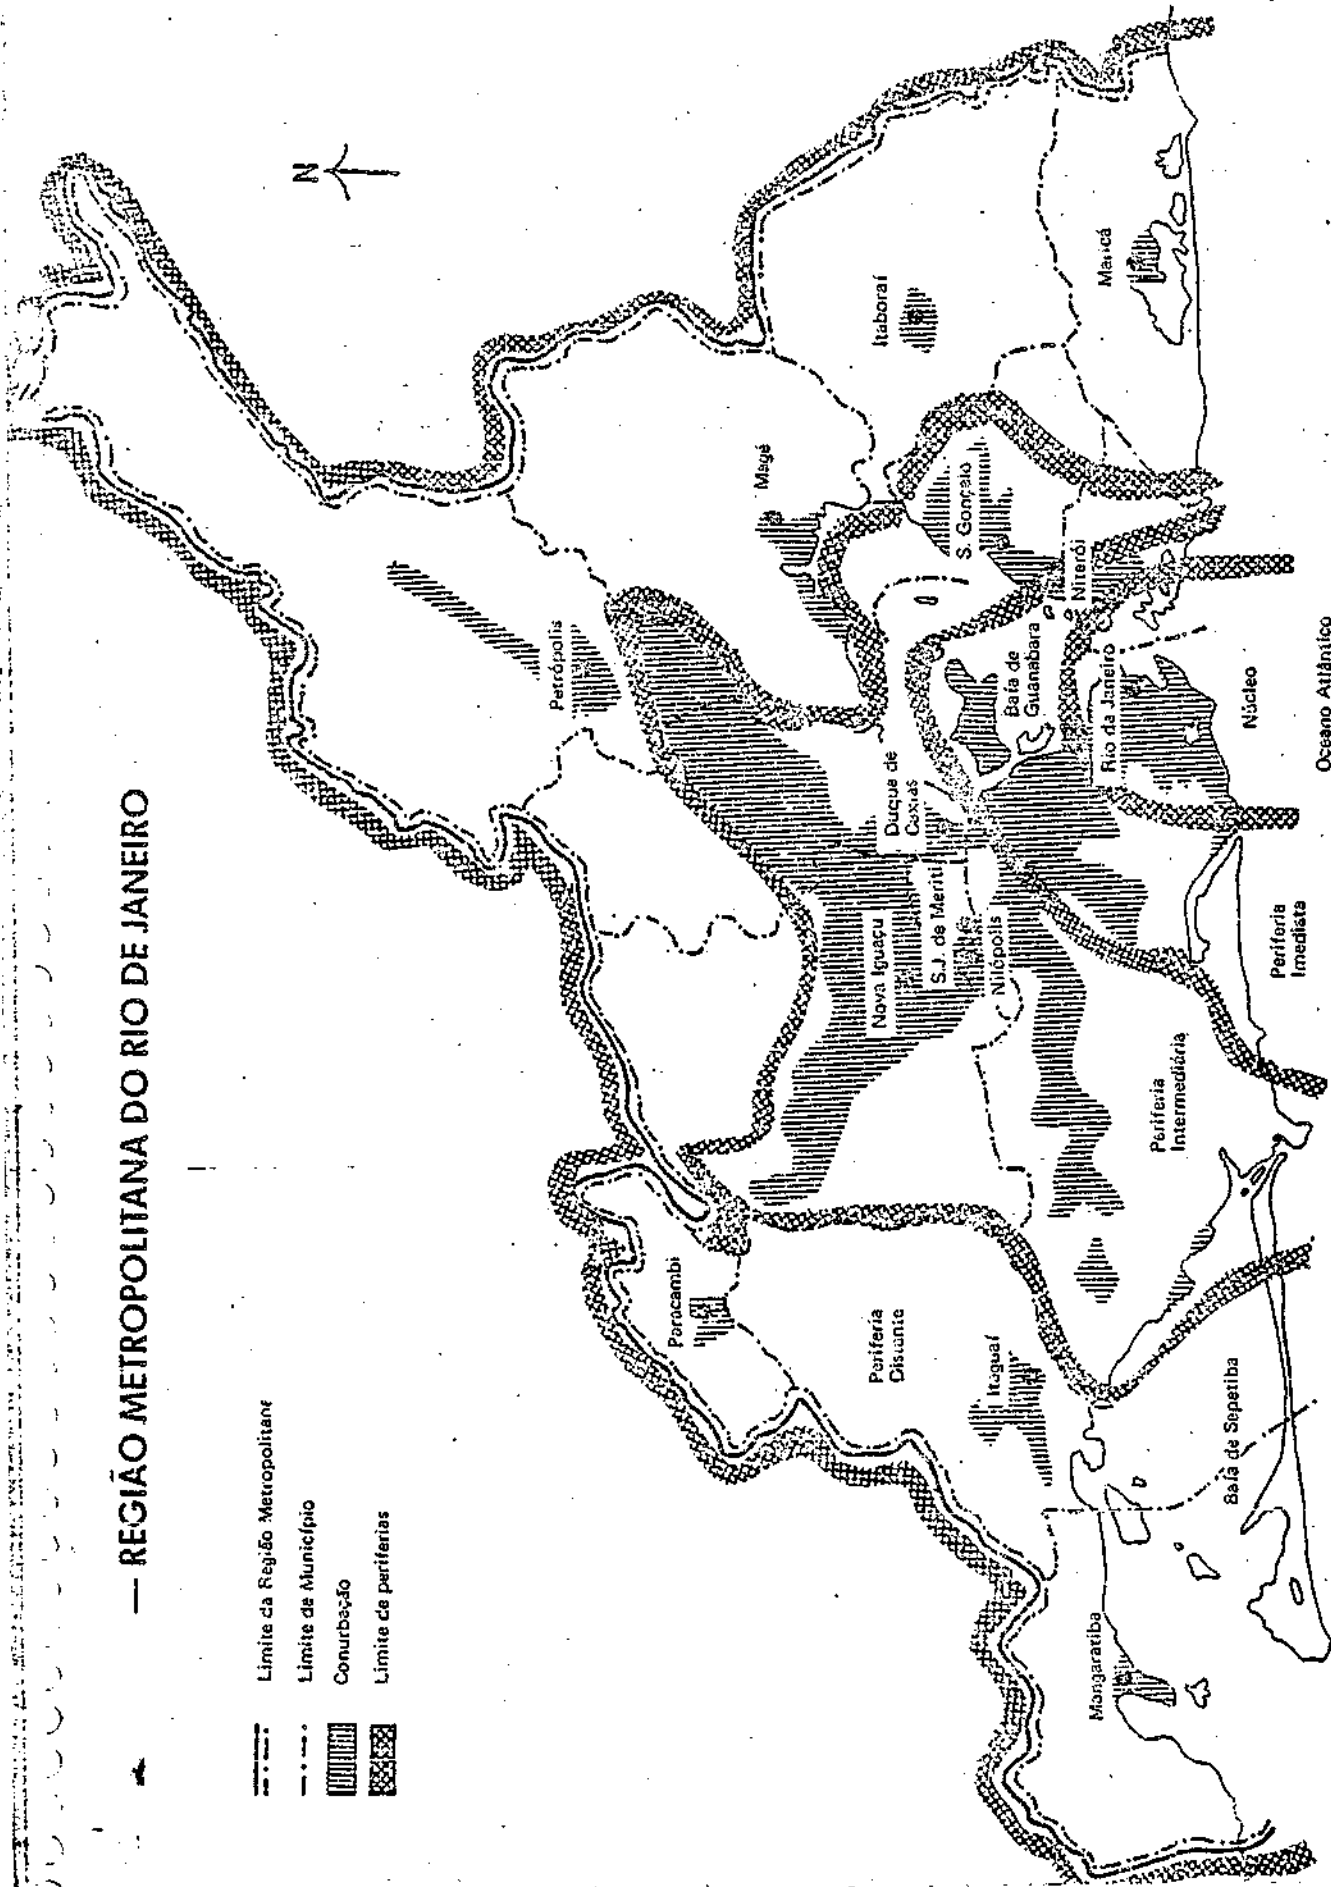 — REGIÃO METROPOLITANA DO RIO DE JANEIRO
Limite da Região Metropolitana
Limite de Município
Conurbação
Limite de periferias
N
Petrópolis
Magé
Itaboraí
Maricá
S. Gonçalo
Niterói
Baía de
Guanabara
Rio de Janeiro
Núcleo
Oceano Atlântico
Duque de
Caxias
Nova Iguaçu
S.J. de Meriti
Nilópolis
Periferia
Imediata
Periferia
Intermediária
Paracambi
Periferia
Distante
Itaguaí
Baía de Sepetiba
Mangaratiba